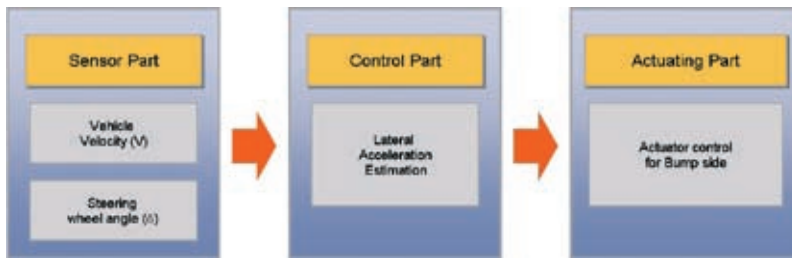 Sensor Part
Vehicle
Velocity (V)
Steering
wheel angle (δ)
Control Part
Lateral
Acceleration
Estimation
Actuating Part
Actuator control
for Bump side